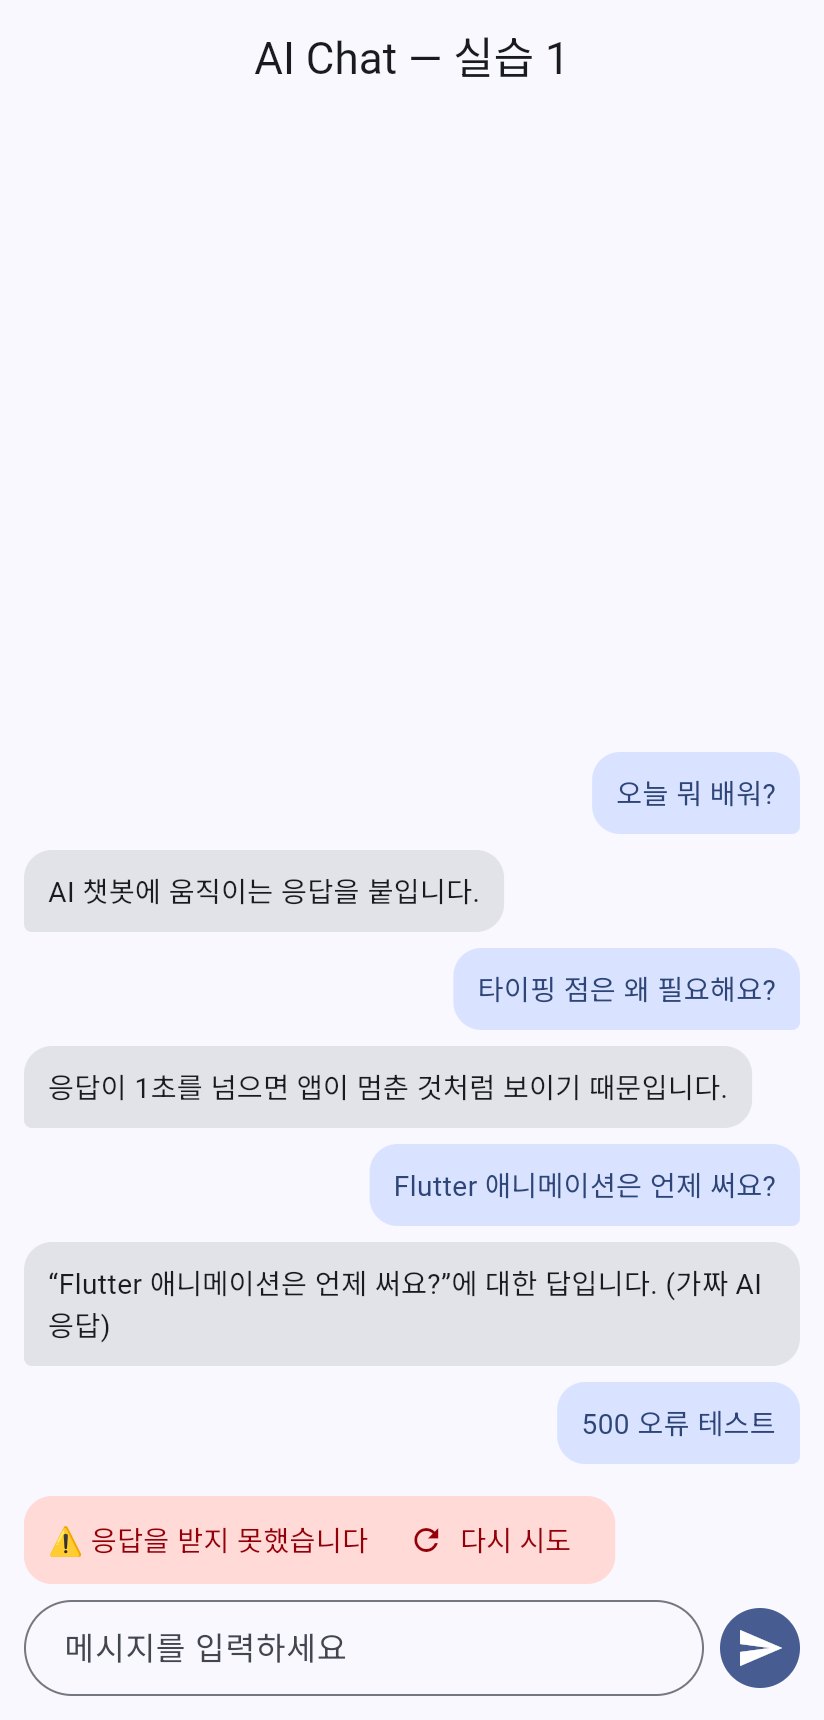 AI Chat — 실습 1
오늘 뭐 배워?
AI 챗봇에 움직이는 응답을 붙입니다.
타이핑 점은 왜 필요해요?
응답이 1초를 넘으면 앱이 멈춘 것처럼 보이기 때문입니다.
Flutter 애니메이션은 언제 써요?
“Flutter 애니메이션은 언제 써요?”에 대한 답입니다. (가짜 AI
응답)
500 오류 테스트
⚠️ 응답을 받지 못했습니다 다시 시도
메시지를 입력하세요